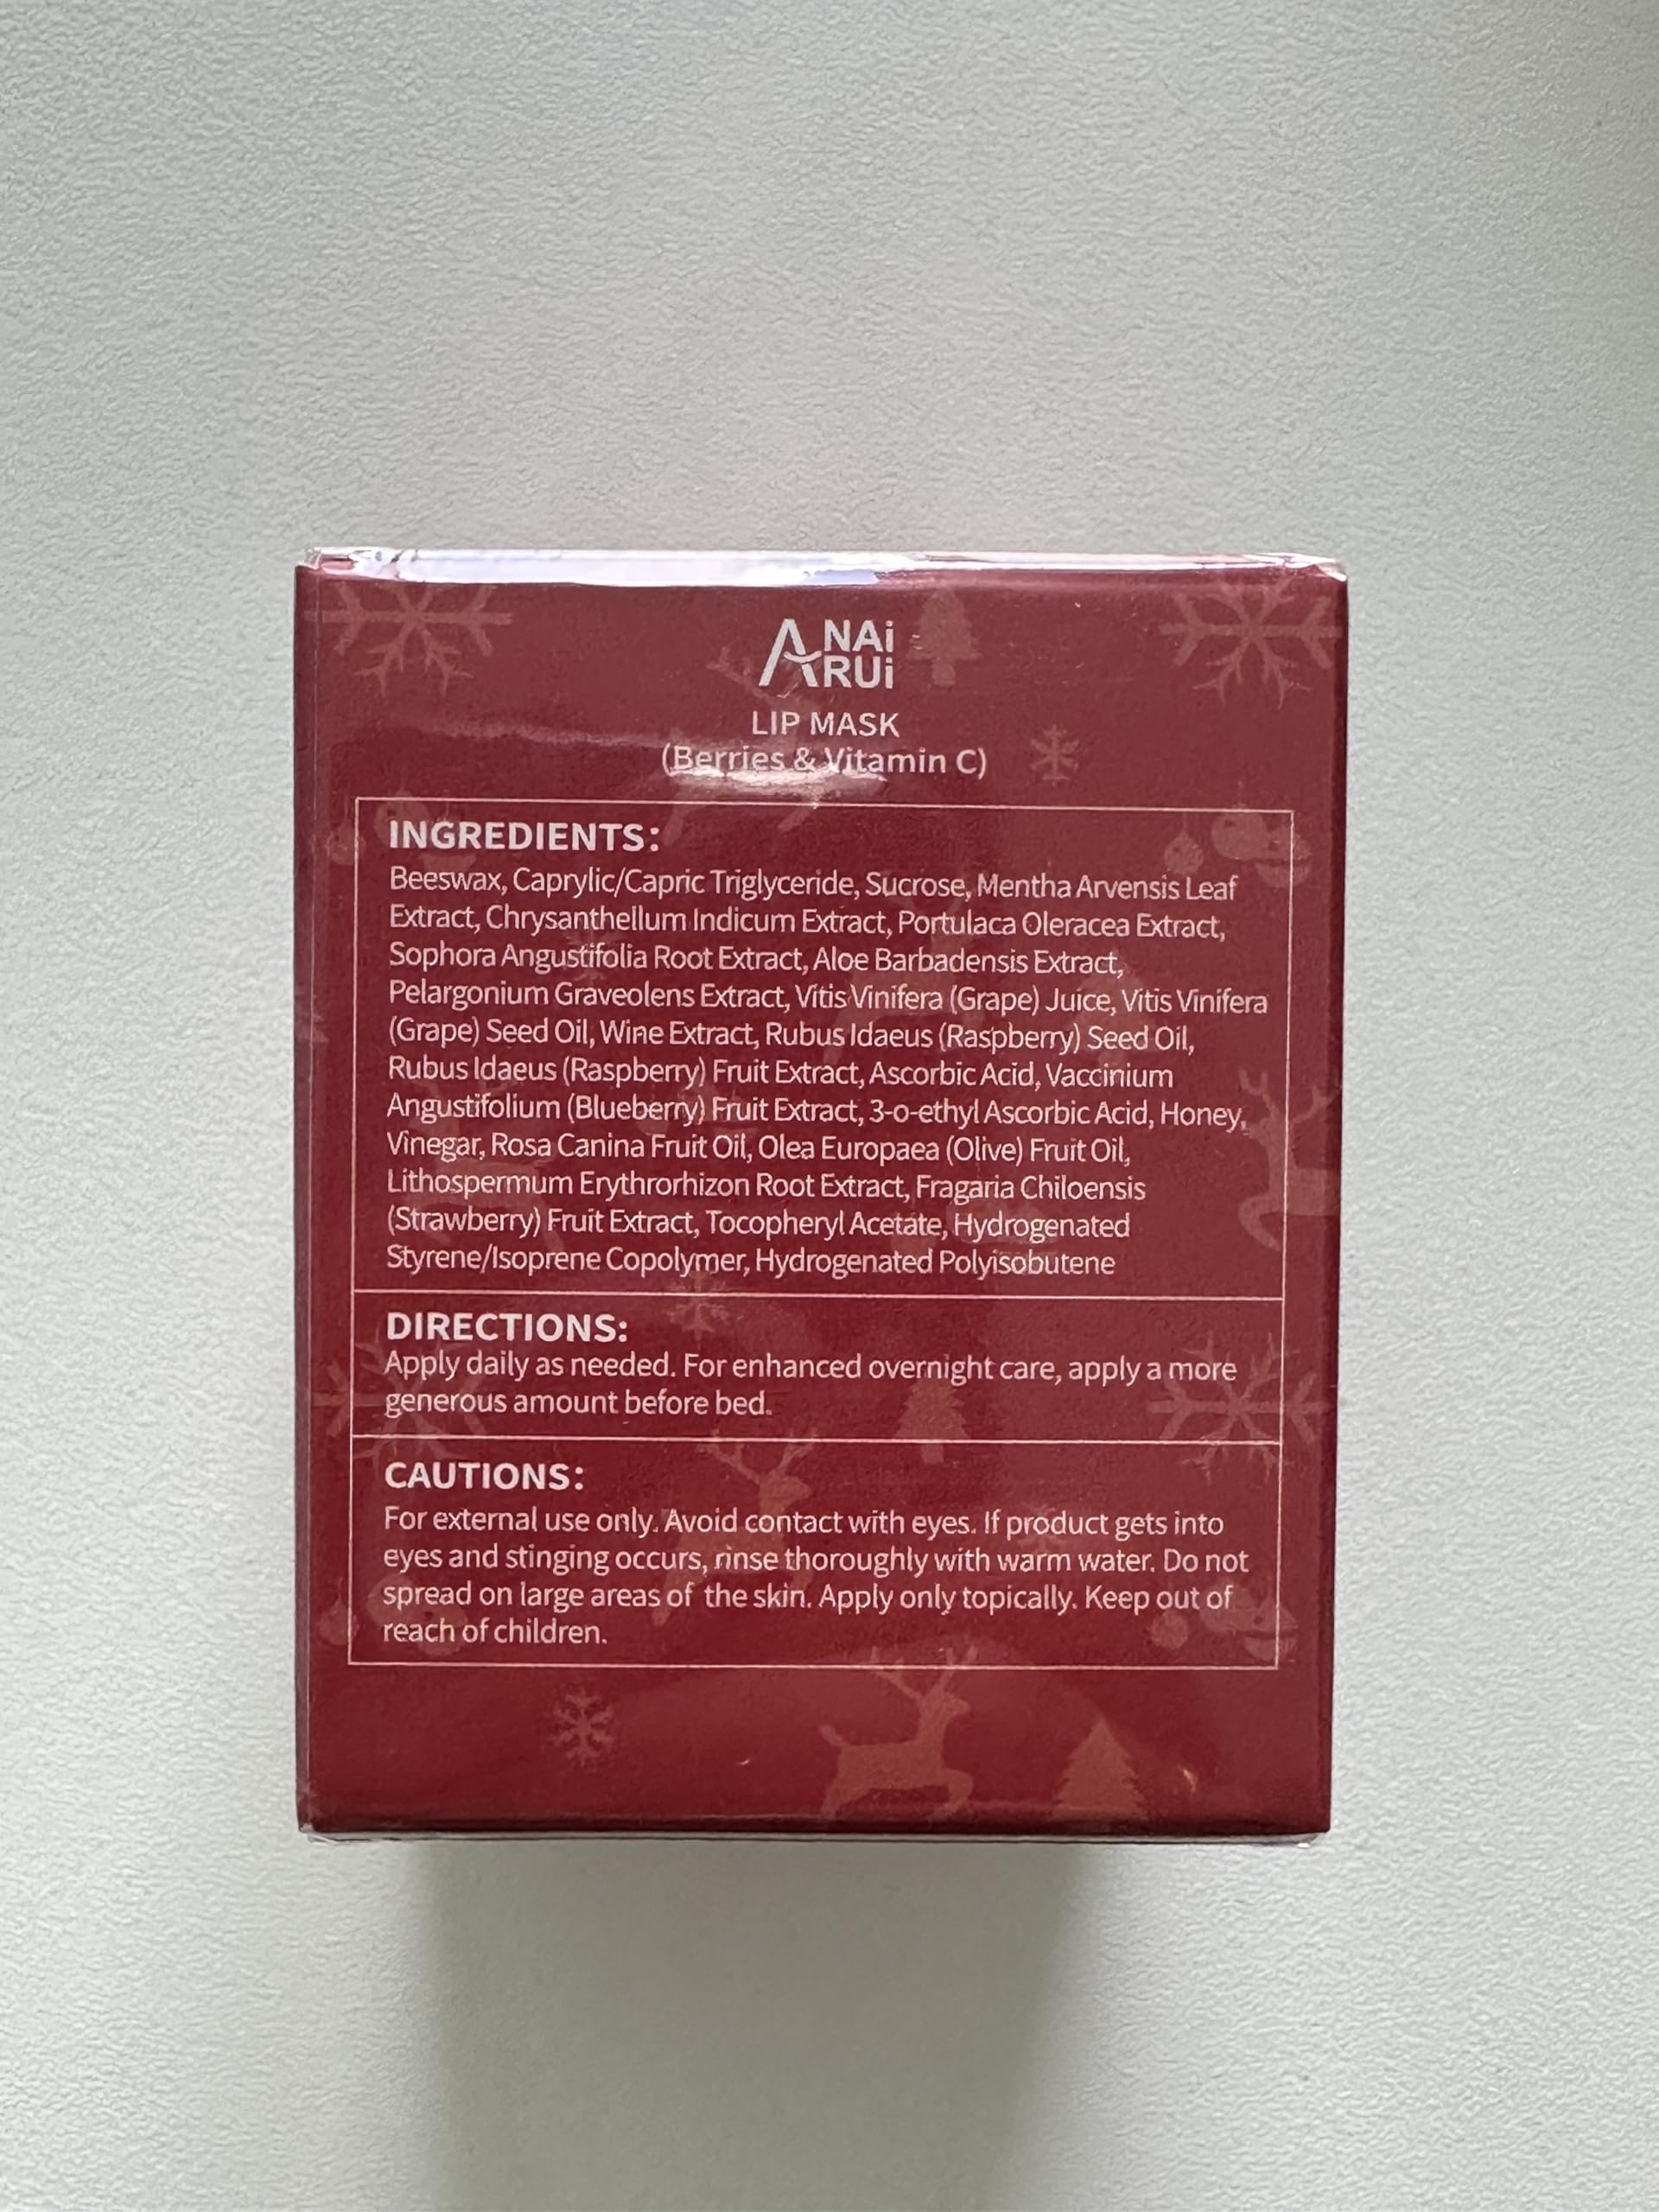 ANAi
RUi
LIP MASK
(Berries & Vitamin C)
INGREDIENTS:
Beeswax, Caprylic/Capric Triglyceride, Sucrose, Mentha Arvensis Leaf
Extract, Chrysanthellum Indicum Extract, Portulaca Oleracea Extract,
Sophora Angustifolia Root Extract, Aloe Barbadensis Extract,
Pelargonium Graveolens Extract, Vitis Vinifera (Grape) Juice, Vitis Vinifera
(Grape) Seed Oil, Wine Extract, Rubus Idaeus (Raspberry) Seed Oil,
Rubus Idaeus (Raspberry) Fruit Extract, Ascorbic Acid, Vaccinium
Angustifolium (Blueberry) Fruit Extract, 3-o-ethyl Ascorbic Acid, Honey,
Vinegar, Rosa Canina Fruit Oil, Olea Europaea (Olive) Fruit Oil,
Lithospermum Erythrorhizon Root Extract, Fragaria Chiloensis
(Strawberry) Fruit Extract, Tocopheryl Acetate, Hydrogenated
Styrene/Isoprene Copolymer, Hydrogenated Polyisobutene
DIRECTIONS:
Apply daily as needed. For enhanced overnight care, apply a more
generous amount before bed.
CAUTIONS:
For external use only. Avoid contact with eyes. If product gets into
eyes and stinging occurs, rinse thoroughly with warm water. Do not
spread on large areas of the skin. Apply only topically. Keep out of
reach of children.